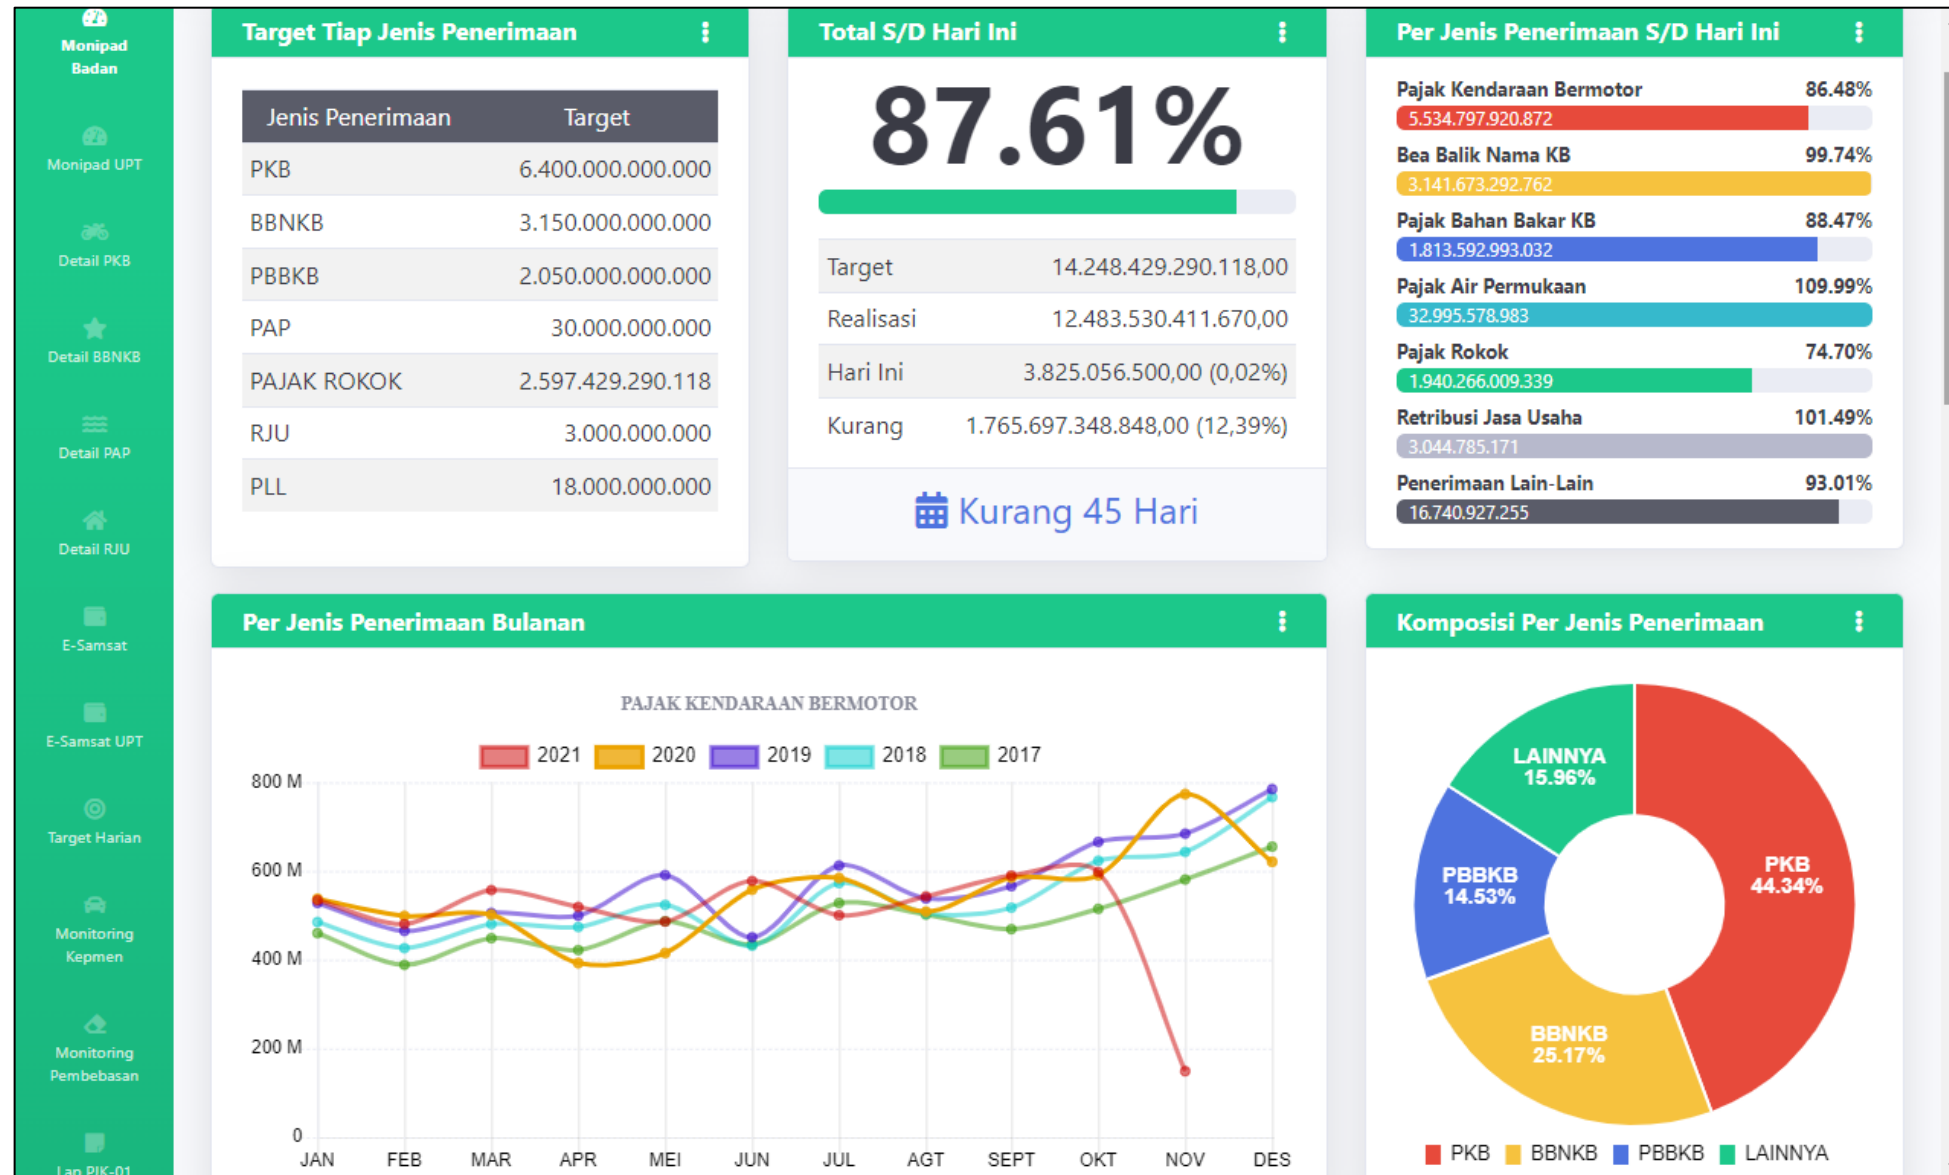 Monipad
Badan
Monipad UPT
Detail PKB
Detail BBNKB
Detail PAP
Detail RJU
E-Samsat
E-Samsat UPT
Target Harian
Monitoring
Kepmen
Monitoring
Pembebasan
Lap PIK-01
Target Tiap Jenis Penerimaan
Jenis Penerimaan Target
PKB 6.400.000.000.000
BBNKB 3.150.000.000.000
PBBKB 2.050.000.000.000
PAP 30.000.000.000
PAJAK ROKOK 2.597.429.290.118
RJU 3.000.000.000
PLL 18.000.000.000
Total S/D Hari Ini
87.61%
Target 14.248.429.290.118,00
Realisasi 12.483.530.411.670,00
Hari Ini 3.825.056.500,00 (0,02%)
Kurang 1.765.697.348.848,00 (12,39%)
Kurang 45 Hari
Per Jenis Penerimaan S/D Hari Ini
Pajak Kendaraan Bermotor 86.48%
5.534.797.920.872
Bea Balik Nama KB 99.74%
3.141.673.292.762
Pajak Bahan Bakar KB 88.47%
1.813.592.993.032
Pajak Air Permukaan 109.99%
32.995.578.983
Pajak Rokok 74.70%
1.940.266.009.339
Retribusi Jasa Usaha 101.49%
3.044.785.171
Penerimaan Lain-Lain 93.01%
16.740.927.255
Per Jenis Penerimaan Bulanan
PAJAK KENDARAAN BERMOTOR
2021 2020 2019 2018 2017
800 M
600 M
400 M
200 M
0
JAN FEB MAR APR MEI JUN JUL AGT SEPT OKT NOV DES
Komposisi Per Jenis Penerimaan
LAINNYA
15.96%
PKB
44.34%
PBBKB
14.53%
BBNKB
25.17%
PKB BBNKB PBBKB LAINNYA